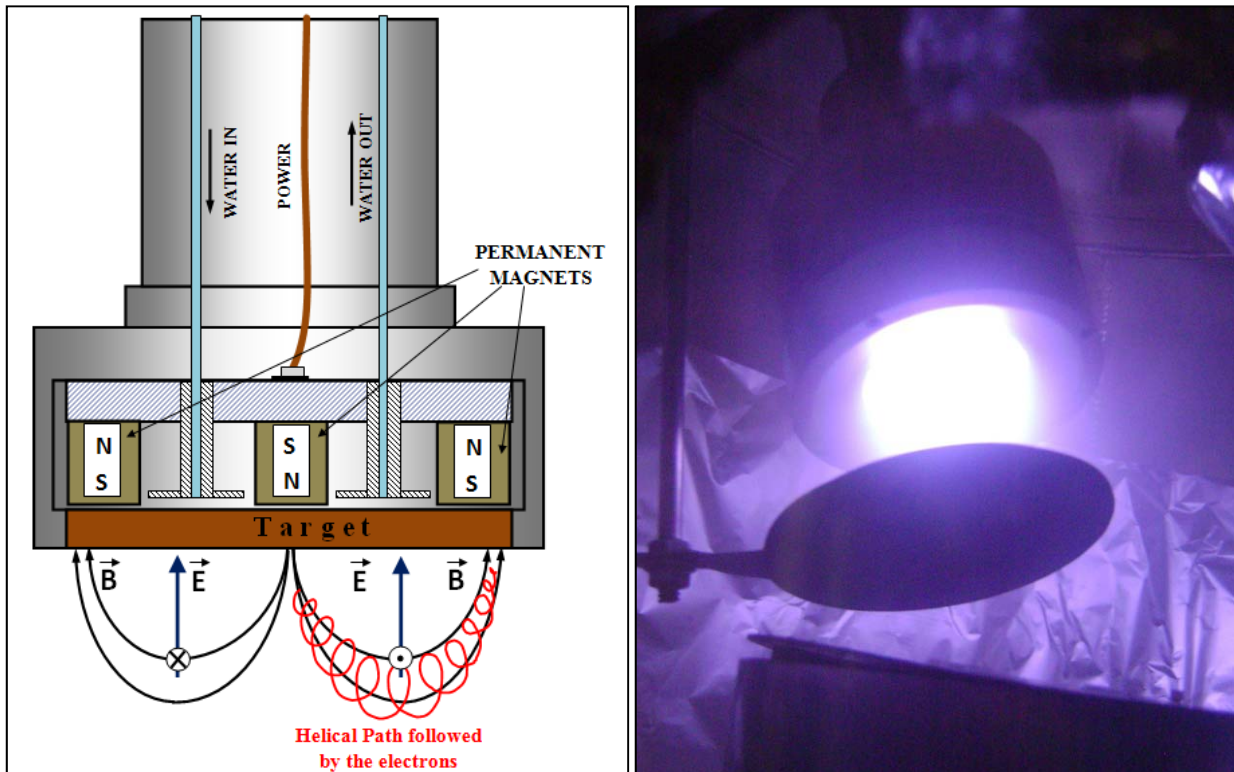 WATER IN
POWER
WATER OUT
PERMANENT
MAGNETS
N
S
S
N
N
S
Target
B
E
E
B
Helical Path followed
by the electrons